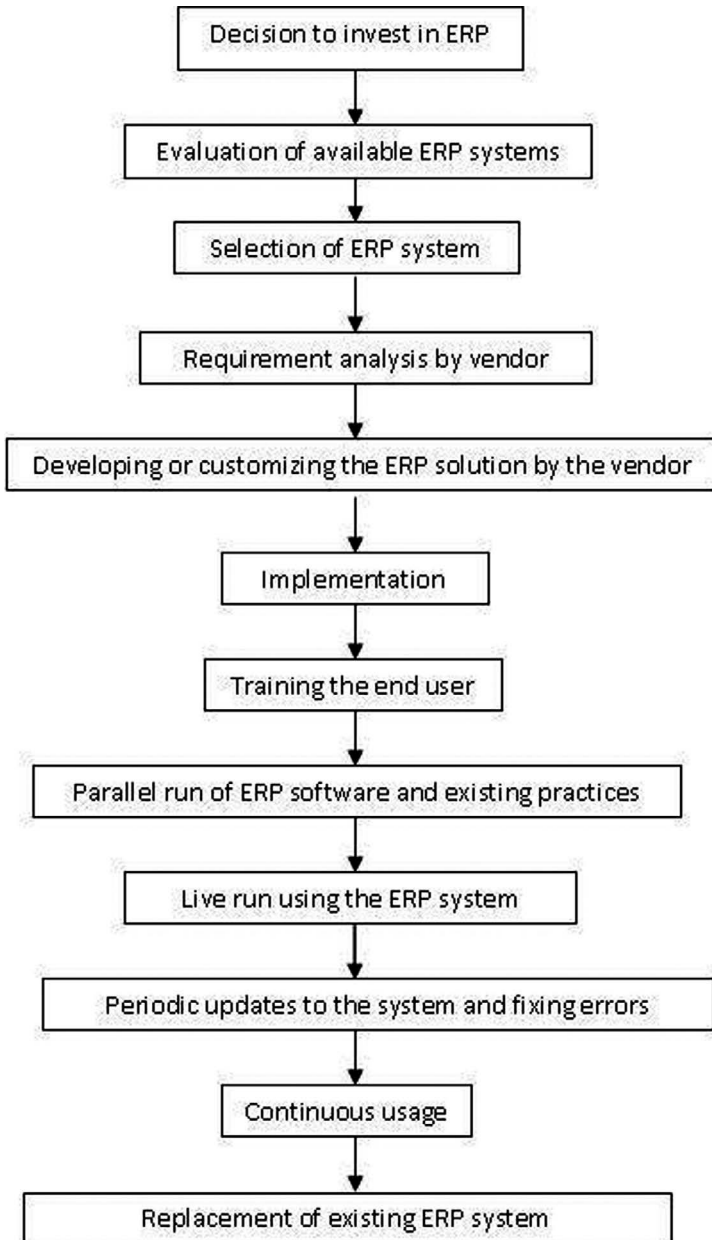 Decision to invest in ERP
Evaluation of available ERP systems
Selection of ERP system
Requirement analysis by vendor
Developing or customizing the ERP solution by the vendor
Implementation
Training the end user
Parallel run of ERP software and existing practices
Live run using the ERP system
Periodic updates to the system and fixing errors
Continuous usage
Replacement of existing ERP system